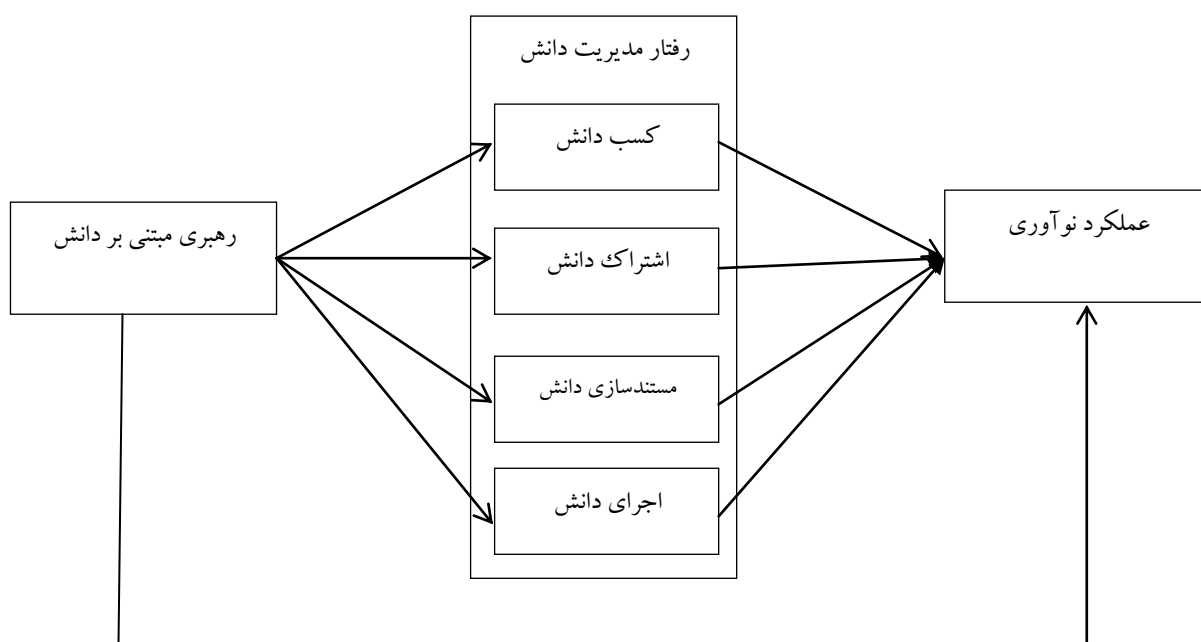 رفتار مدیریت دانش
کسب دانش
رهبری مبتنی بر دانش
اشتراک دانش
مستندسازی دانش
اجرای دانش
عملکرد نوآوری